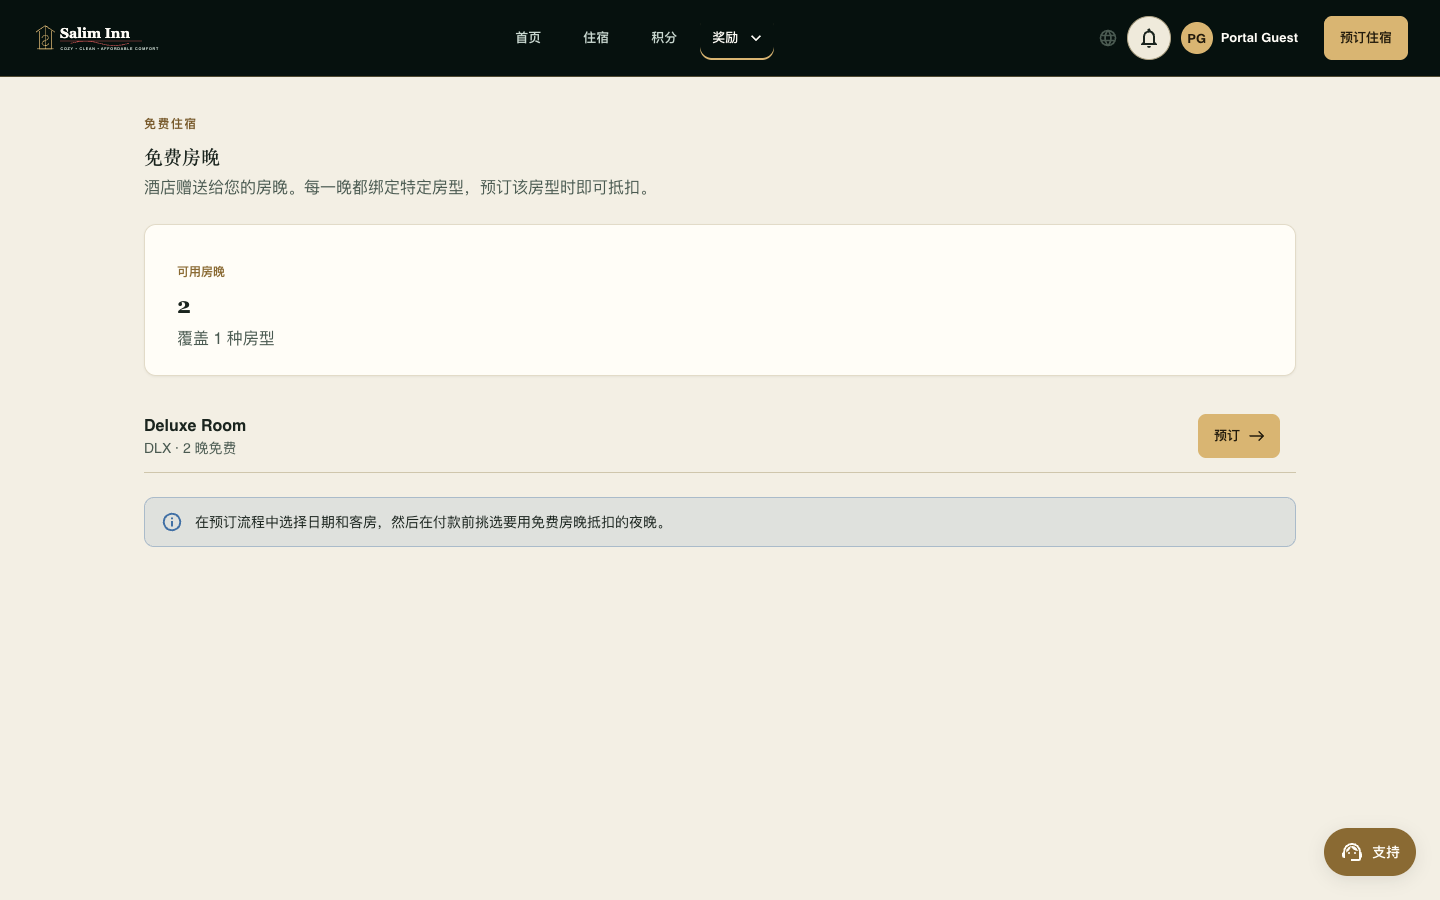 Salim Inn
COZY • CLEAN • AFFORDABLE COMFORT
首页
住宿
积分
奖励
PG
Portal Guest
预订住宿
免费住宿
免费房晚
酒店赠送给您的房晚。每一晚都绑定特定房型，预订该房型时即可抵扣。
可用房晚
2
覆盖 1 种房型
Deluxe Room
DLX · 2 晚免费
预订
在预订流程中选择日期和客房，然后在付款前挑选要用免费房晚抵扣的夜晚。
支持